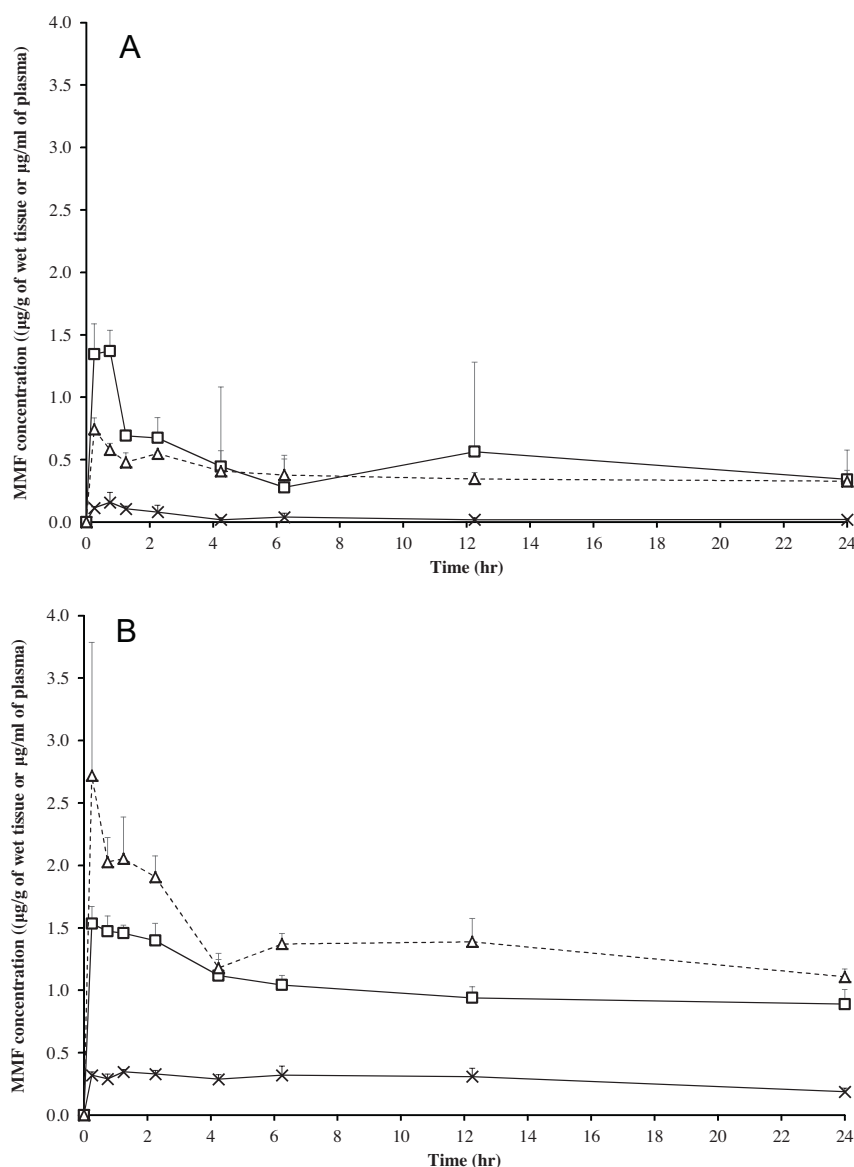 A
MMF concentration ((µg/g of wet tissue or µg/ml of plasma)
4.0
3.5
3.0
2.5
2.0
1.5
1.0
0.5
0.0
0 2 4 6 8 10 12 14 16 18 20 22 24
Time (hr)
B
MMF concentration ((µg/g of wet tissue or µg/ml of plasma)
4.0
3.5
3.0
2.5
2.0
1.5
1.0
0.5
0.0
0 2 4 6 8 10 12 14 16 18 20 22 24
Time (hr)